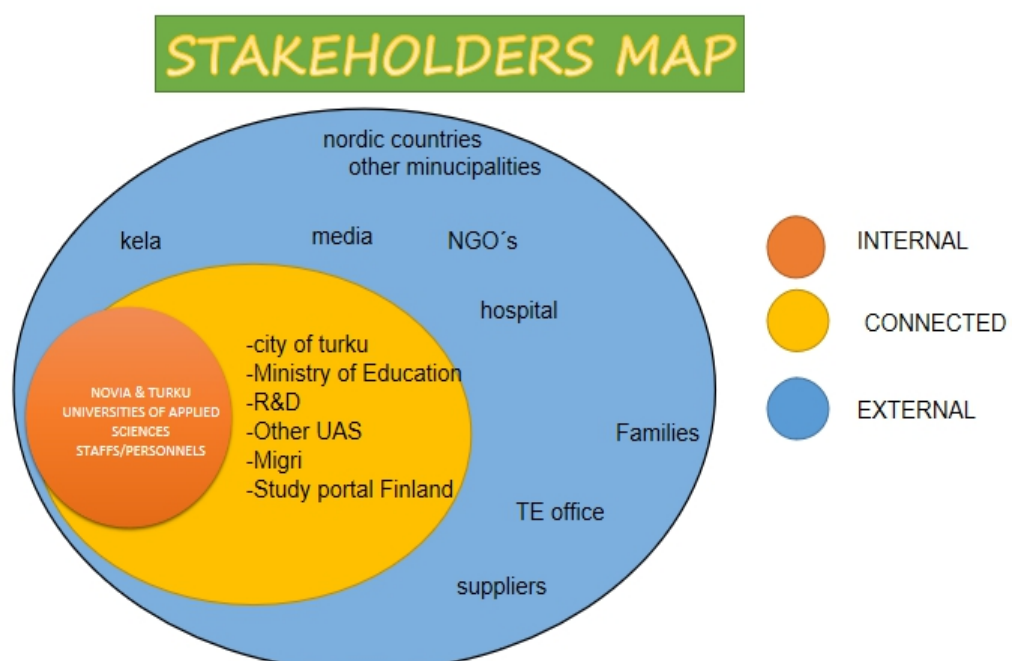 STAKEHOLDERS MAP
nordic countries
other minucipalities
kela
media
NGO´s
hospital
-city of turku
-Ministry of Education
-R&D
-Other UAS
-Migri
-Study portal Finland
NOVIA & TURKU
UNIVERSITIES OF APPLIED
SCIENCES
STAFFS/PERSONNELS
Families
TE office
suppliers
INTERNAL
CONNECTED
EXTERNAL